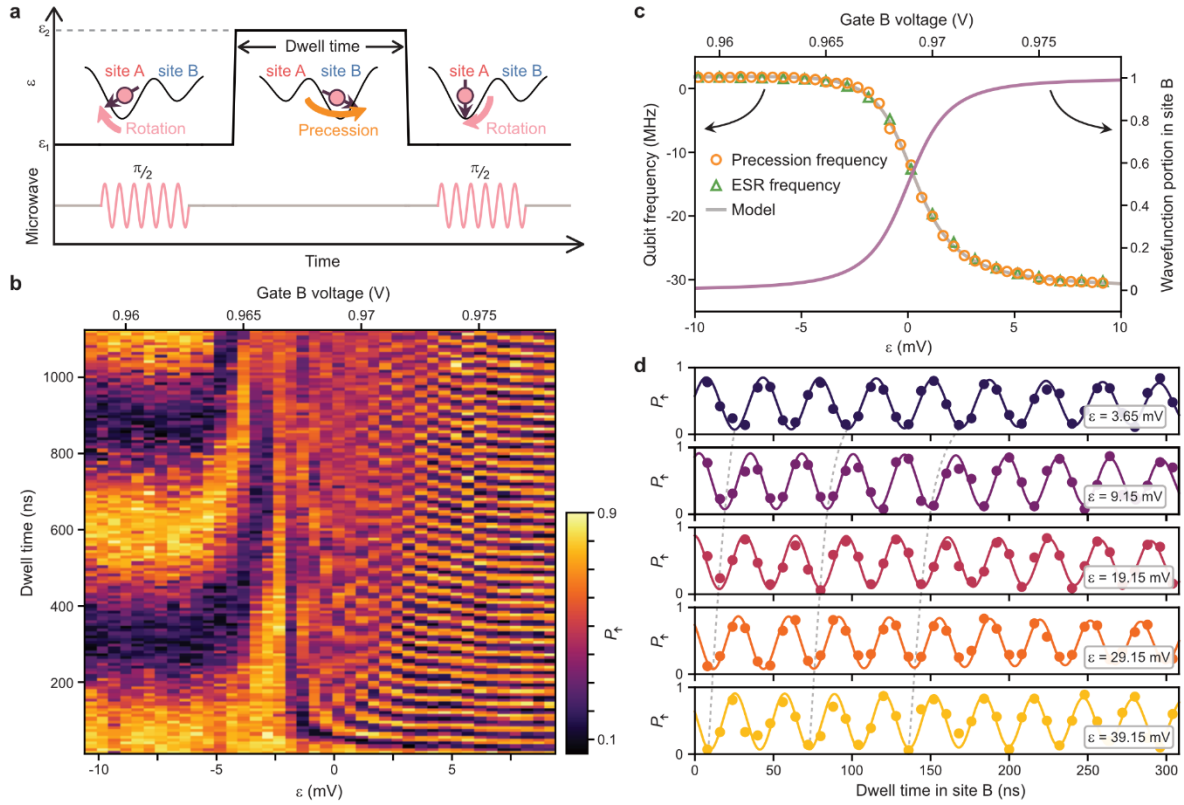 a
ε₂
Dwell time
site A site B
site A site B
site A site B
ε
Rotation
Precession
Rotation
ε₁
π/2
π/2
Microwave
Time
b
Gate B voltage (V)
0.96 0.965 0.97 0.975
1000
800
600
400
200
Dwell time (ns)
-10 -5 0 5
ε (mV)
0.9
P↑
0.1
c
Gate B voltage (V)
0.96 0.965 0.97 0.975
0
-10
-20
-30
Qubit frequency (MHz)
Precession frequency
ESR frequency
Model
1
0.8
0.6
0.4
0.2
0
Wavefunction portion in site B
-10 -5 0 5 10
ε (mV)
d
1
P↑
0
ε = 3.65 mV
1
P↑
0
ε = 9.15 mV
1
P↑
0
ε = 19.15 mV
1
P↑
0
ε = 29.15 mV
1
P↑
0
ε = 39.15 mV
0 50 100 150 200 250 300
Dwell time in site B (ns)